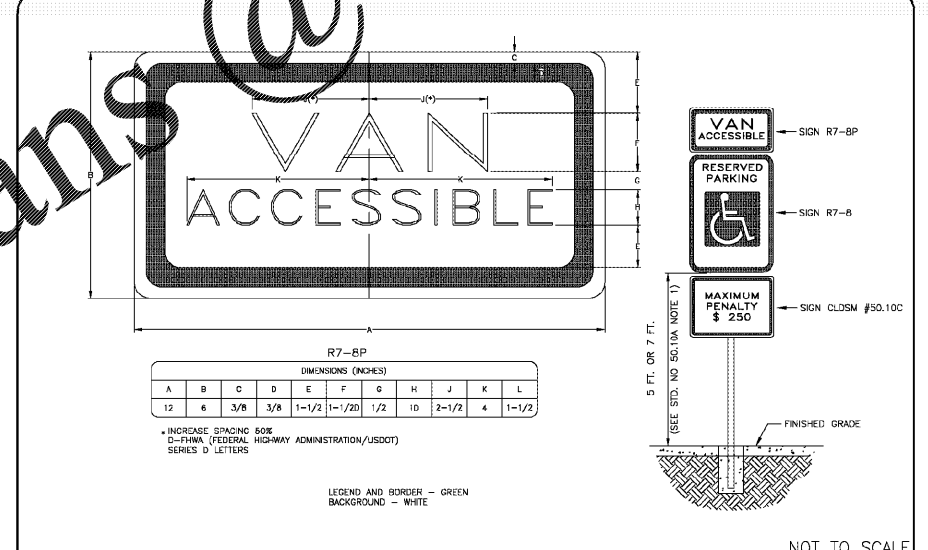 ans @
C
J(*)
J(*)
E
VAN
F
B
K
K
G
ACCESSIBLE
H
A
R7-8P
DIMENSIONS (INCHES)
A B C D E F G H J K L
12 6 3/8 3/8 1-1/2 1-1/2D 1/2 1D 2-1/2 4 1-1/2
* INCREASE SPACING 50%
D-FHWA (FEDERAL HIGHWAY ADMINISTRATION/USDOT)
SERIES D LETTERS
LEGEND AND BORDER - GREEN
BACKGROUND - WHITE
VAN
ACCESSIBLE
SIGN R7-8P
RESERVED
PARKING
SIGN R7-8
MAXIMUM
PENALTY
$ 250
SIGN CLDSM #50.10C
5 FT. OR 7 FT.
(SEE STD. NO 50.10A NOTE 1)
FINISHED GRADE
NOT TO SCALE